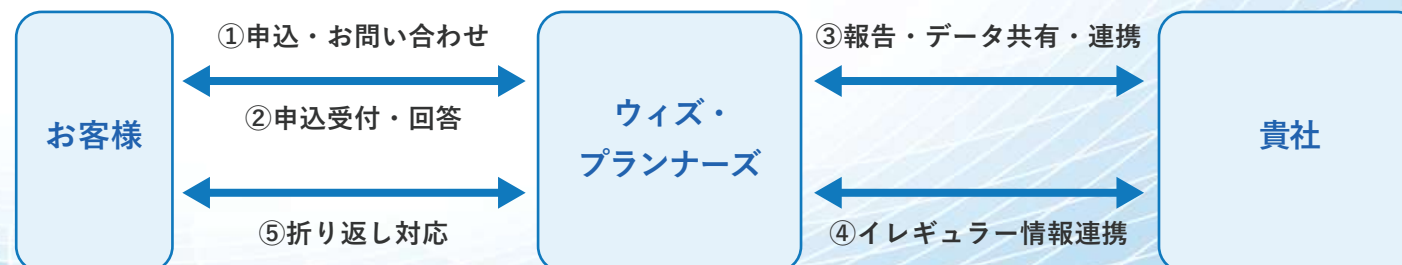 ①申込・お問い合わせ
②申込受付・回答
⑤折り返し対応
お客様
ウィズ・
プランナーズ
③報告・データ共有・連携
④イレギュラー情報連携
貴社